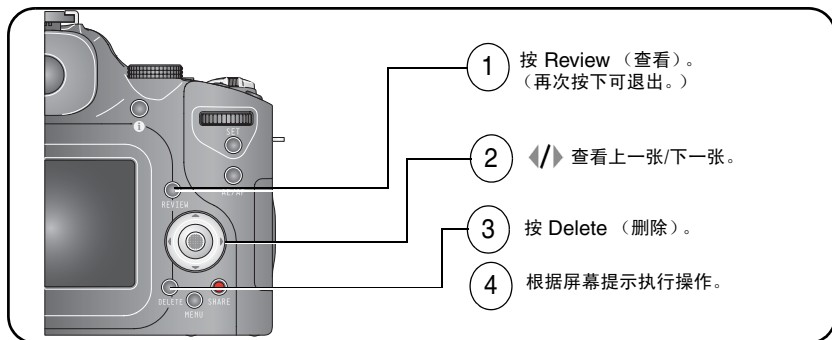 1 按 Review （查看）。
（再次按下可退出。）
2 查看上一张/下一张。
3 按 Delete （删除）。
4 根据屏幕提示执行操作。
SET
AE/AF
REVIEW
DELETE
SHARE
MENU
i